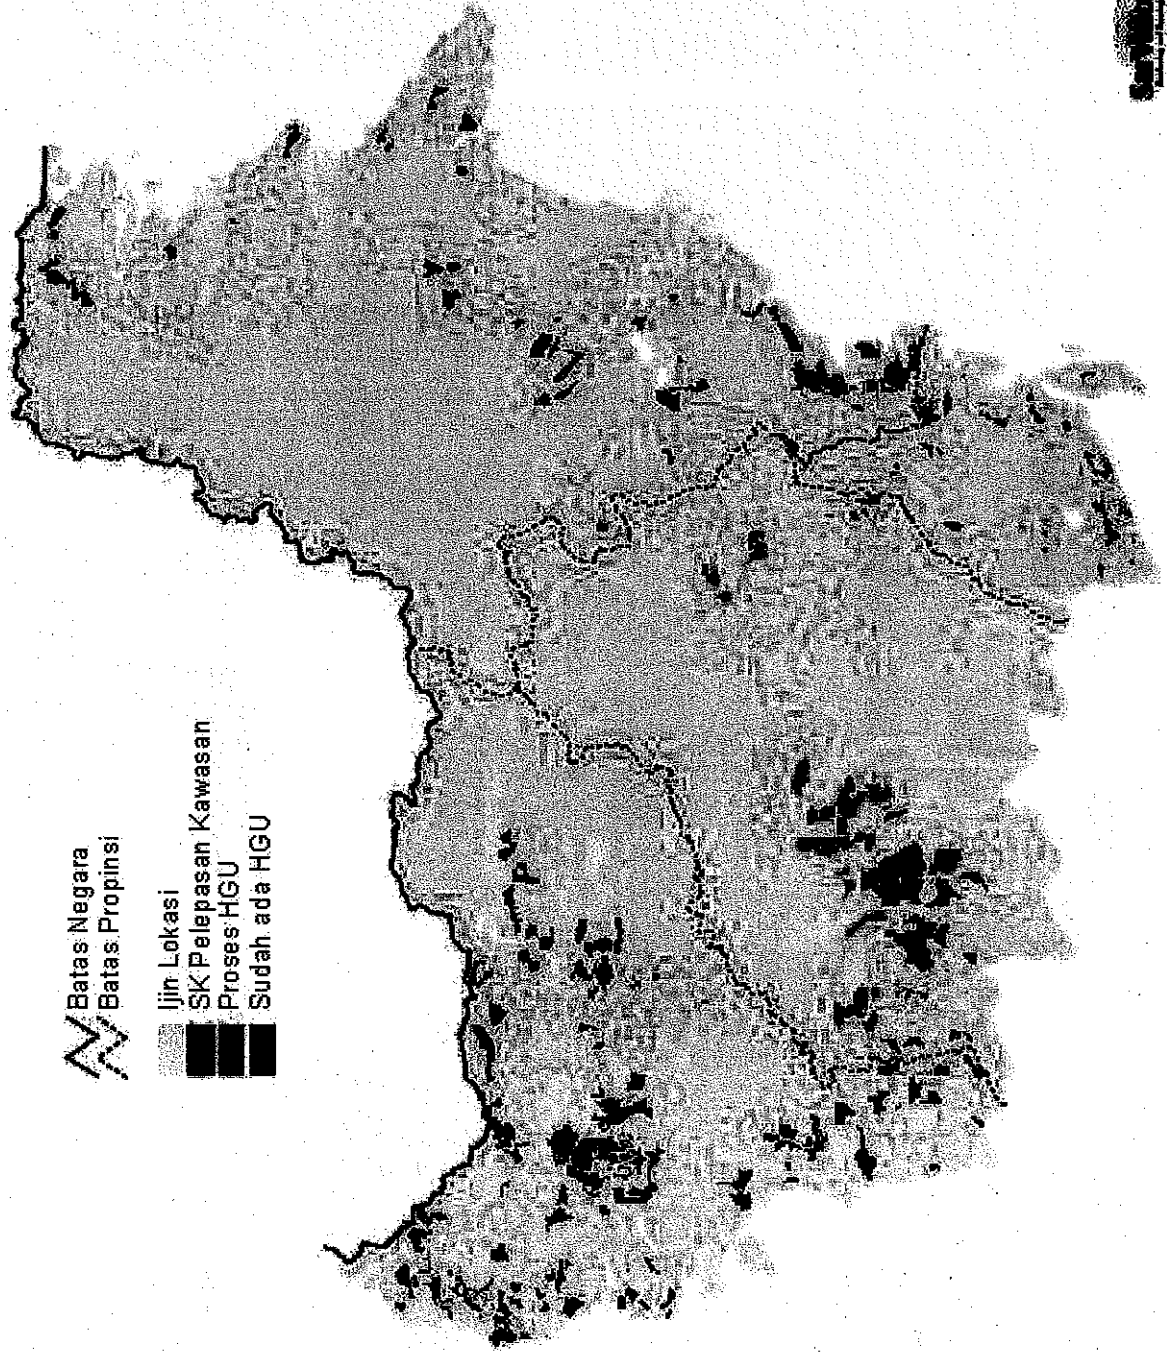 Batas Negara
Batas Propinsi
Ijin Lokasi
SK Pelepasan Kawasan
Proses HGU
Sudah ada HGU